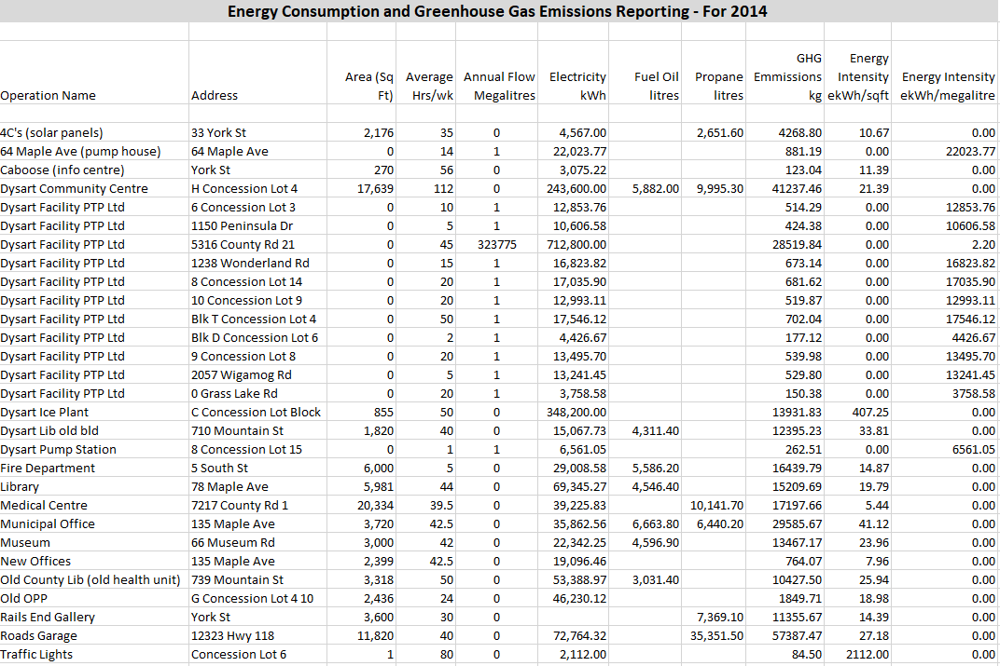 Energy Consumption and Greenhouse Gas Emissions Reporting - For 2014
GHG Energy
Area (Sq Average Annual Flow Electricity Fuel Oil Propane Emmissions Intensity Energy Intensity
Operation Name Address Ft) Hrs/wk Megalitres kWh litres litres kg ekWh/sqft ekWh/megalitre
4C's (solar panels) 33 York St 2,176 35 0 4,567.00 2,651.60 4268.80 10.67 0.00
64 Maple Ave (pump house) 64 Maple Ave 0 14 1 22,023.77 881.19 0.00 22023.77
Caboose (info centre) York St 270 56 0 3,075.22 123.04 11.39 0.00
Dysart Community Centre H Concession Lot 4 17,639 112 0 243,600.00 5,882.00 9,995.30 41237.46 21.39 0.00
Dysart Facility PTP Ltd 6 Concession Lot 3 0 10 1 12,853.76 514.29 0.00 12853.76
Dysart Facility PTP Ltd 1150 Peninsula Dr 0 5 1 10,606.58 424.38 0.00 10606.58
Dysart Facility PTP Ltd 5316 County Rd 21 0 45 323775 712,800.00 28519.84 0.00 2.20
Dysart Facility PTP Ltd 1238 Wonderland Rd 0 15 1 16,823.82 673.14 0.00 16823.82
Dysart Facility PTP Ltd 8 Concession Lot 14 0 20 1 17,035.90 681.62 0.00 17035.90
Dysart Facility PTP Ltd 10 Concession Lot 9 0 20 1 12,993.11 519.87 0.00 12993.11
Dysart Facility PTP Ltd Blk T Concession Lot 4 0 50 1 17,546.12 702.04 0.00 17546.12
Dysart Facility PTP Ltd Blk D Concession Lot 6 0 2 1 4,426.67 177.12 0.00 4426.67
Dysart Facility PTP Ltd 9 Concession Lot 8 0 20 1 13,495.70 539.98 0.00 13495.70
Dysart Facility PTP Ltd 2057 Wigamog Rd 0 5 1 13,241.45 529.80 0.00 13241.45
Dysart Facility PTP Ltd 0 Grass Lake Rd 0 20 1 3,758.58 150.38 0.00 3758.58
Dysart Ice Plant C Concession Lot Block 855 50 0 348,200.00 13931.83 407.25 0.00
Dysart Lib old bld 710 Mountain St 1,820 40 0 15,067.73 4,311.40 12395.23 33.81 0.00
Dysart Pump Station 8 Concession Lot 15 0 1 1 6,561.05 262.51 0.00 6561.05
Fire Department 5 South St 6,000 5 0 29,008.58 5,586.20 16439.79 14.87 0.00
Library 78 Maple Ave 5,981 44 0 69,345.27 4,546.40 15209.69 19.79 0.00
Medical Centre 7217 County Rd 1 20,334 39.5 0 39,225.83 10,141.70 17197.66 5.44 0.00
Municipal Office 135 Maple Ave 3,720 42.5 0 35,862.56 6,663.80 6,440.20 29585.67 41.12 0.00
Museum 66 Museum Rd 3,000 42 0 22,342.25 4,596.90 13467.17 23.96 0.00
New Offices 135 Maple Ave 2,399 42.5 0 19,096.46 764.07 7.96 0.00
Old County Lib (old health unit) 739 Mountain St 3,318 50 0 53,388.97 3,031.40 10427.50 25.94 0.00
Old OPP G Concession Lot 4 10 2,436 24 0 46,230.12 1849.71 18.98 0.00
Rails End Gallery York St 3,600 30 0 7,369.10 11355.67 14.39 0.00
Roads Garage 12323 Hwy 118 11,820 40 0 72,764.32 35,351.50 57387.47 27.18 0.00
Traffic Lights Concession Lot 6 1 80 0 2,112.00 84.50 2112.00 0.00